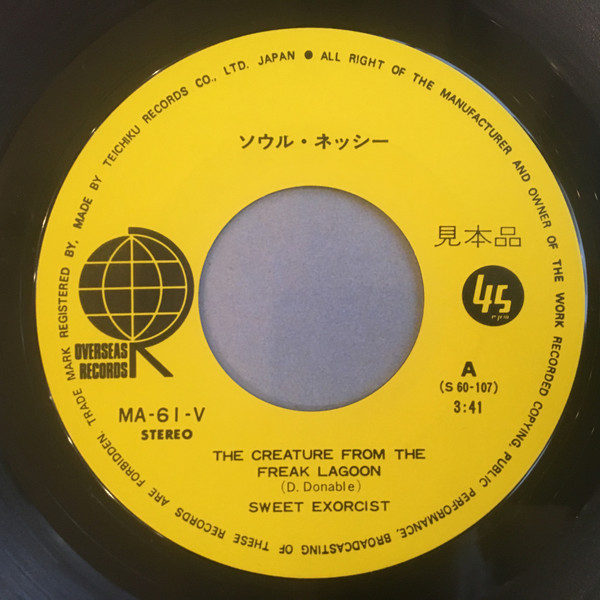 TRADE MARK REGISTERED BY, MADE BY TEICHIKU RECORDS CO., LTD. JAPAN ● ALL RIGHT OF THE MANUFACTURER AND OWNER OF THE WORK RECORDED COPYING, PUBLIC PERFORMANCE, BROADCASTING OF THESE RECORDS ARE FORBIDDEN.
ソウル・ネッシー
見本品
45
rpm
OVERSEAS
RECORDS
R
A
(S 60-107)
3:41
MA-61-V
STEREO
THE CREATURE FROM THE
FREAK LAGOON
(D. Donable)
SWEET EXORCIST